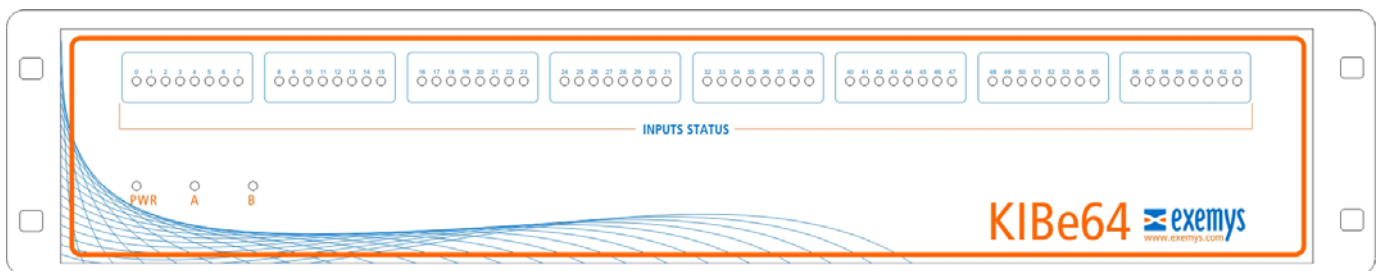 0 1 2 3 4 5 6 7 8 9 10 11 12 13 14 15 16 17 18 19 20 21 22 23 24 25 26 27 28 29 30 31 32 33 34 35 36 37 38 39 40 41 42 43 44 45 46 47 48 49 50 51 52 53 54 55 56 57 58 59 60 61 62 63
INPUTS STATUS
PWR A B
KIBe64 exemys
www.exemys.com